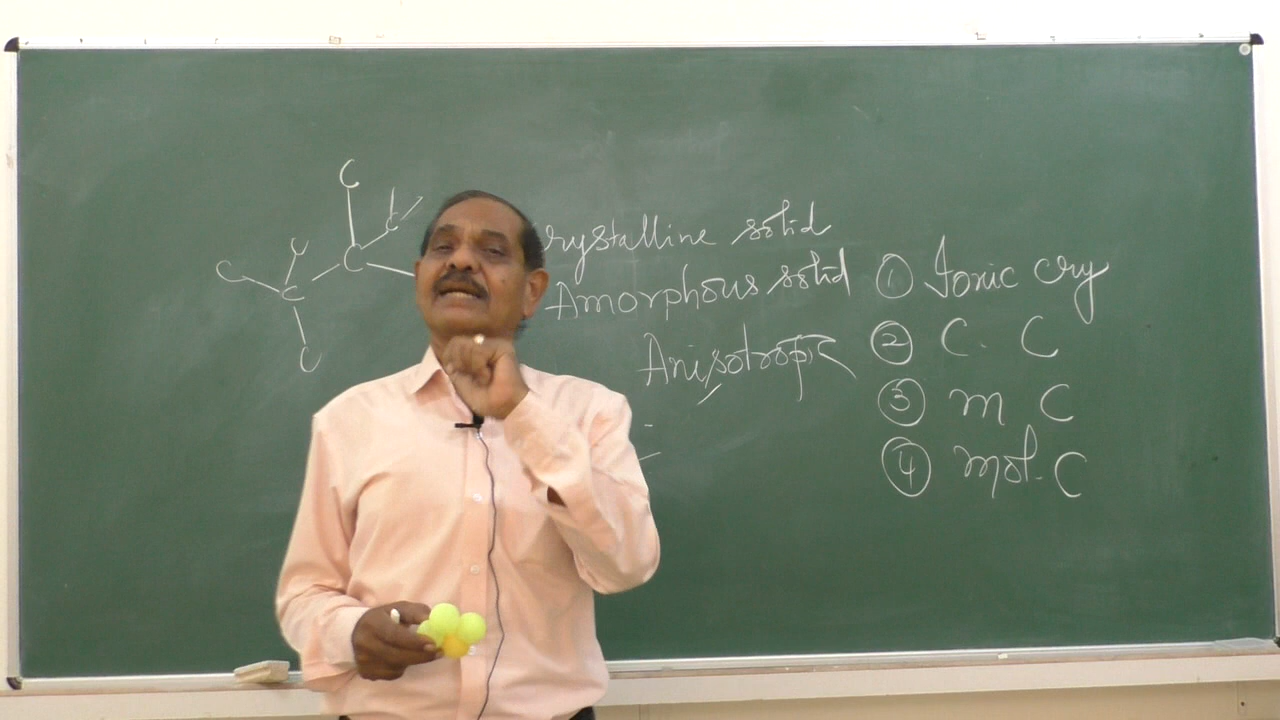 C
C
C
C
C
C
C
rystalline solid
Amorphous solid
Anisotropic
① Ionic Cry
② C. C
③ m C
④ mol. C